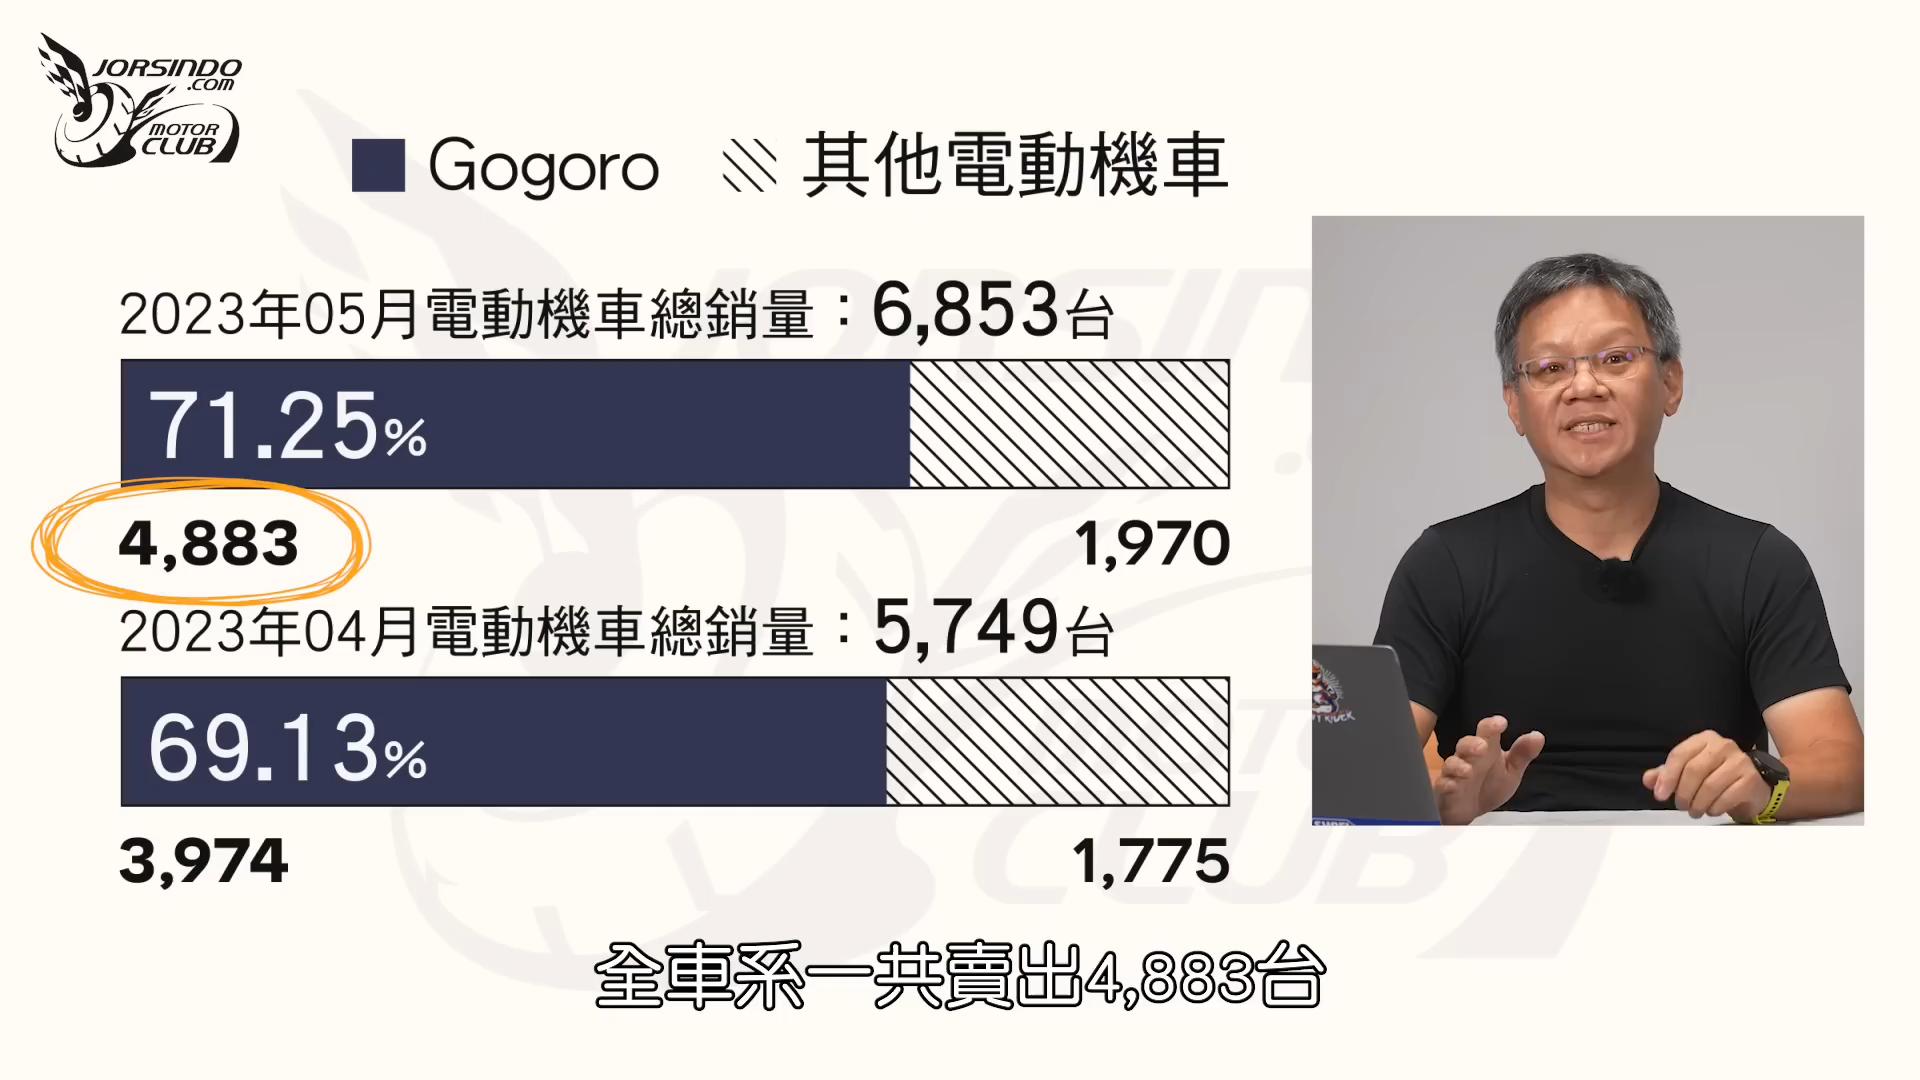 JORSINDO
.COM
MOTOR
CLUB
Gogoro 其他電動機車
2023年05月電動機車總銷量：6,853台
71.25%
4,883 1,970
2023年04月電動機車總銷量：5,749台
69.13%
3,974 1,775
全車系一共賣出4,883台